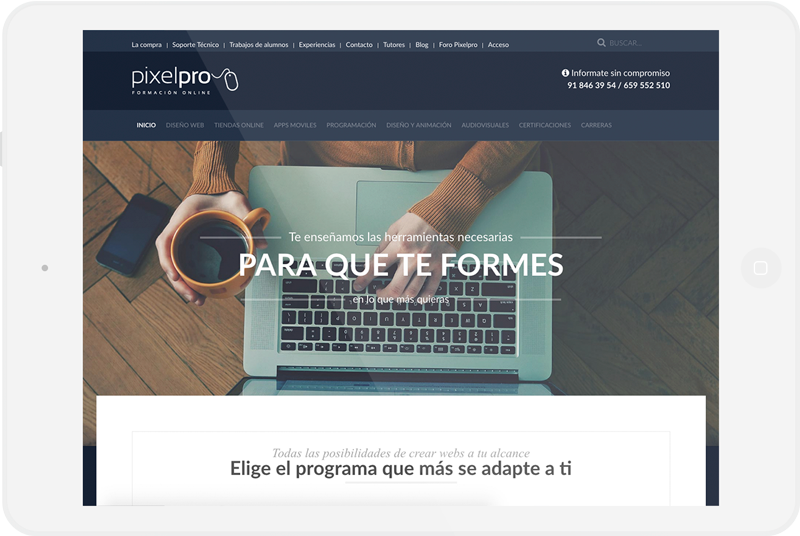 La compra | Soporte Técnico | Trabajos de alumnos | Experiencias | Contacto | Tutores | Blog | Foro Pixelpro | Acceso
BUSCAR...
pixelpro
FORMACIÓN ONLINE
Informate sin compromiso
91 846 39 54 / 659 552 510
INICIO DISEÑO WEB TIENDAS ONLINE APPS MOVILES PROGRAMACIÓN DISEÑO Y ANIMACIÓN AUDIOVISUALES CERTIFICACIONES CARRERAS
Te enseñamos las herramientas necesarias
PARA QUE TE FORMES
en lo que más quieras
Todas las posibilidades de crear webs a tu alcance
Elige el programa que más se adapte a ti